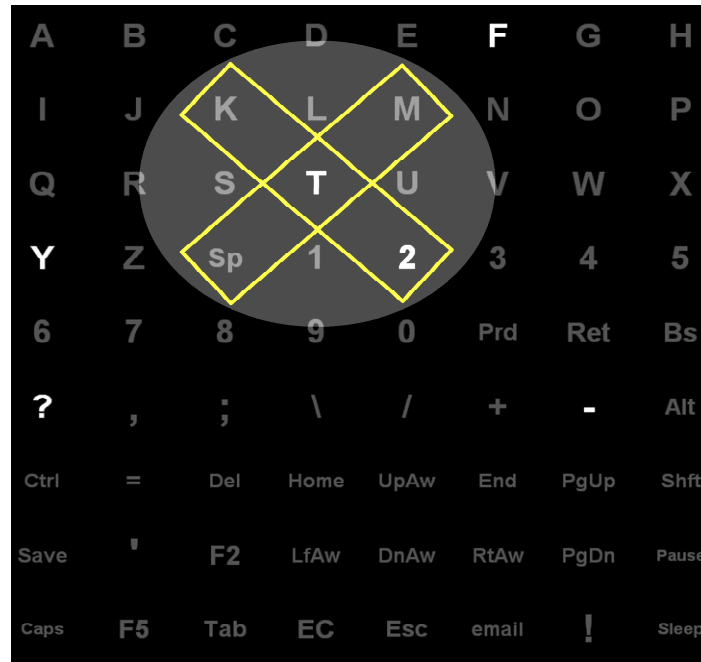 A B C D E F G H
I J K L M N O P
Q R S T U V W X
Y Z Sp 1 2 3 4 5
6 7 8 9 0 Prd Ret Bs
? , ; \ / + - Alt
Ctrl = Del Home UpAw End PgUp Shft
Save ' F2 LfAw DnAw RtAw PgDn Pause
Caps F5 Tab EC Esc email ! Sleep